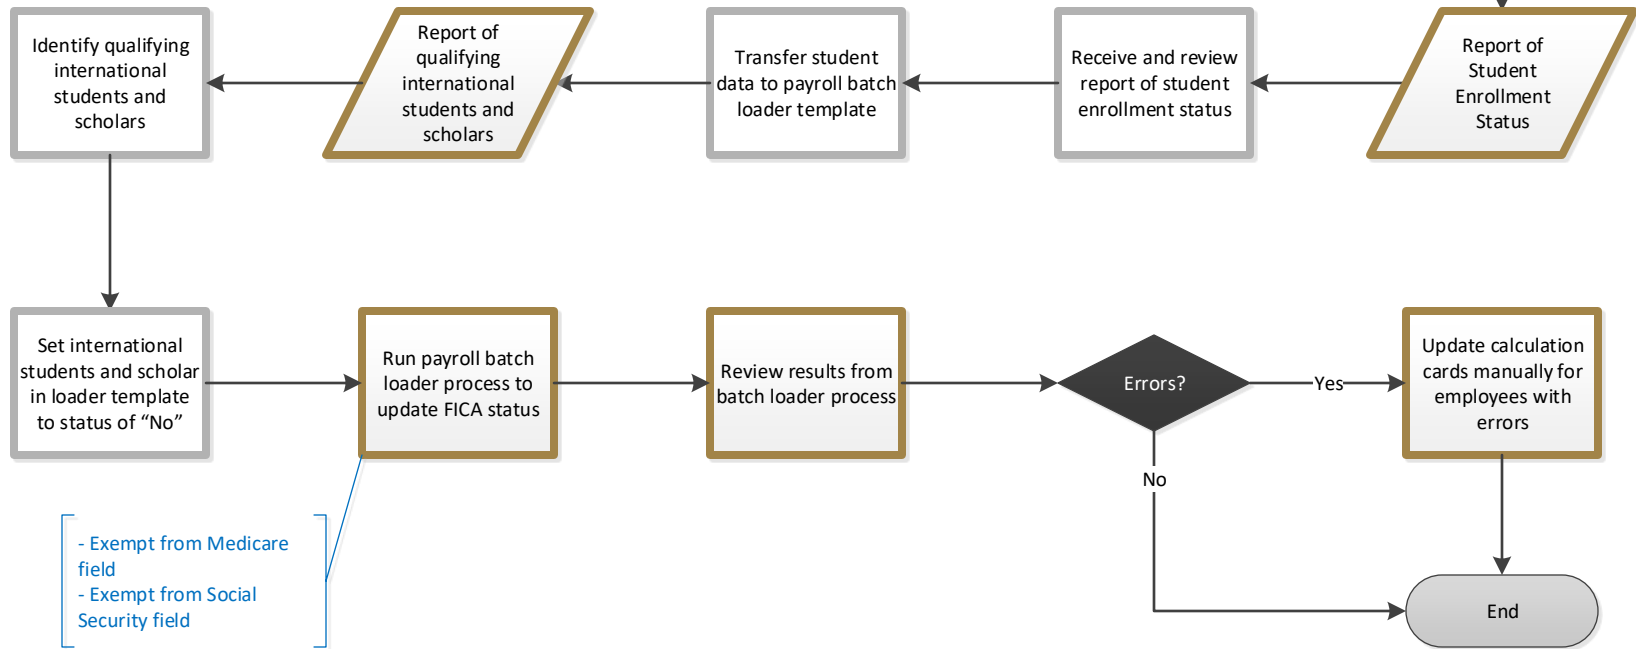 Identify qualifying
international
students and
scholars
Report of
qualifying
international
students and
scholars
Transfer student
data to payroll batch
loader template
Receive and review
report of student
enrollment status
Report of
Student
Enrollment
Status
Set international
students and scholar
in loader template
to status of “No”
Run payroll batch
loader process to
update FICA status
Review results from
batch loader process
Errors?
Yes
Update calculation
cards manually for
employees with
errors
No
- Exempt from Medicare
field
- Exempt from Social
Security field
End